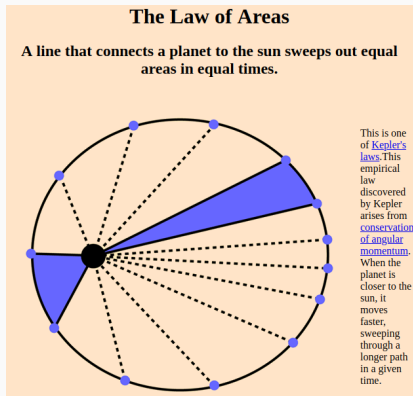 The Law of Areas
A line that connects a planet to the sun sweeps out equal
areas in equal times.
This is one
of Kepler's
laws.This
empirical
law
discovered
by Kepler
arises from
conservation
of angular
momentum.
When the
planet is
closer to the
sun, it
moves
faster,
sweeping
through a
longer path
in a given
time.